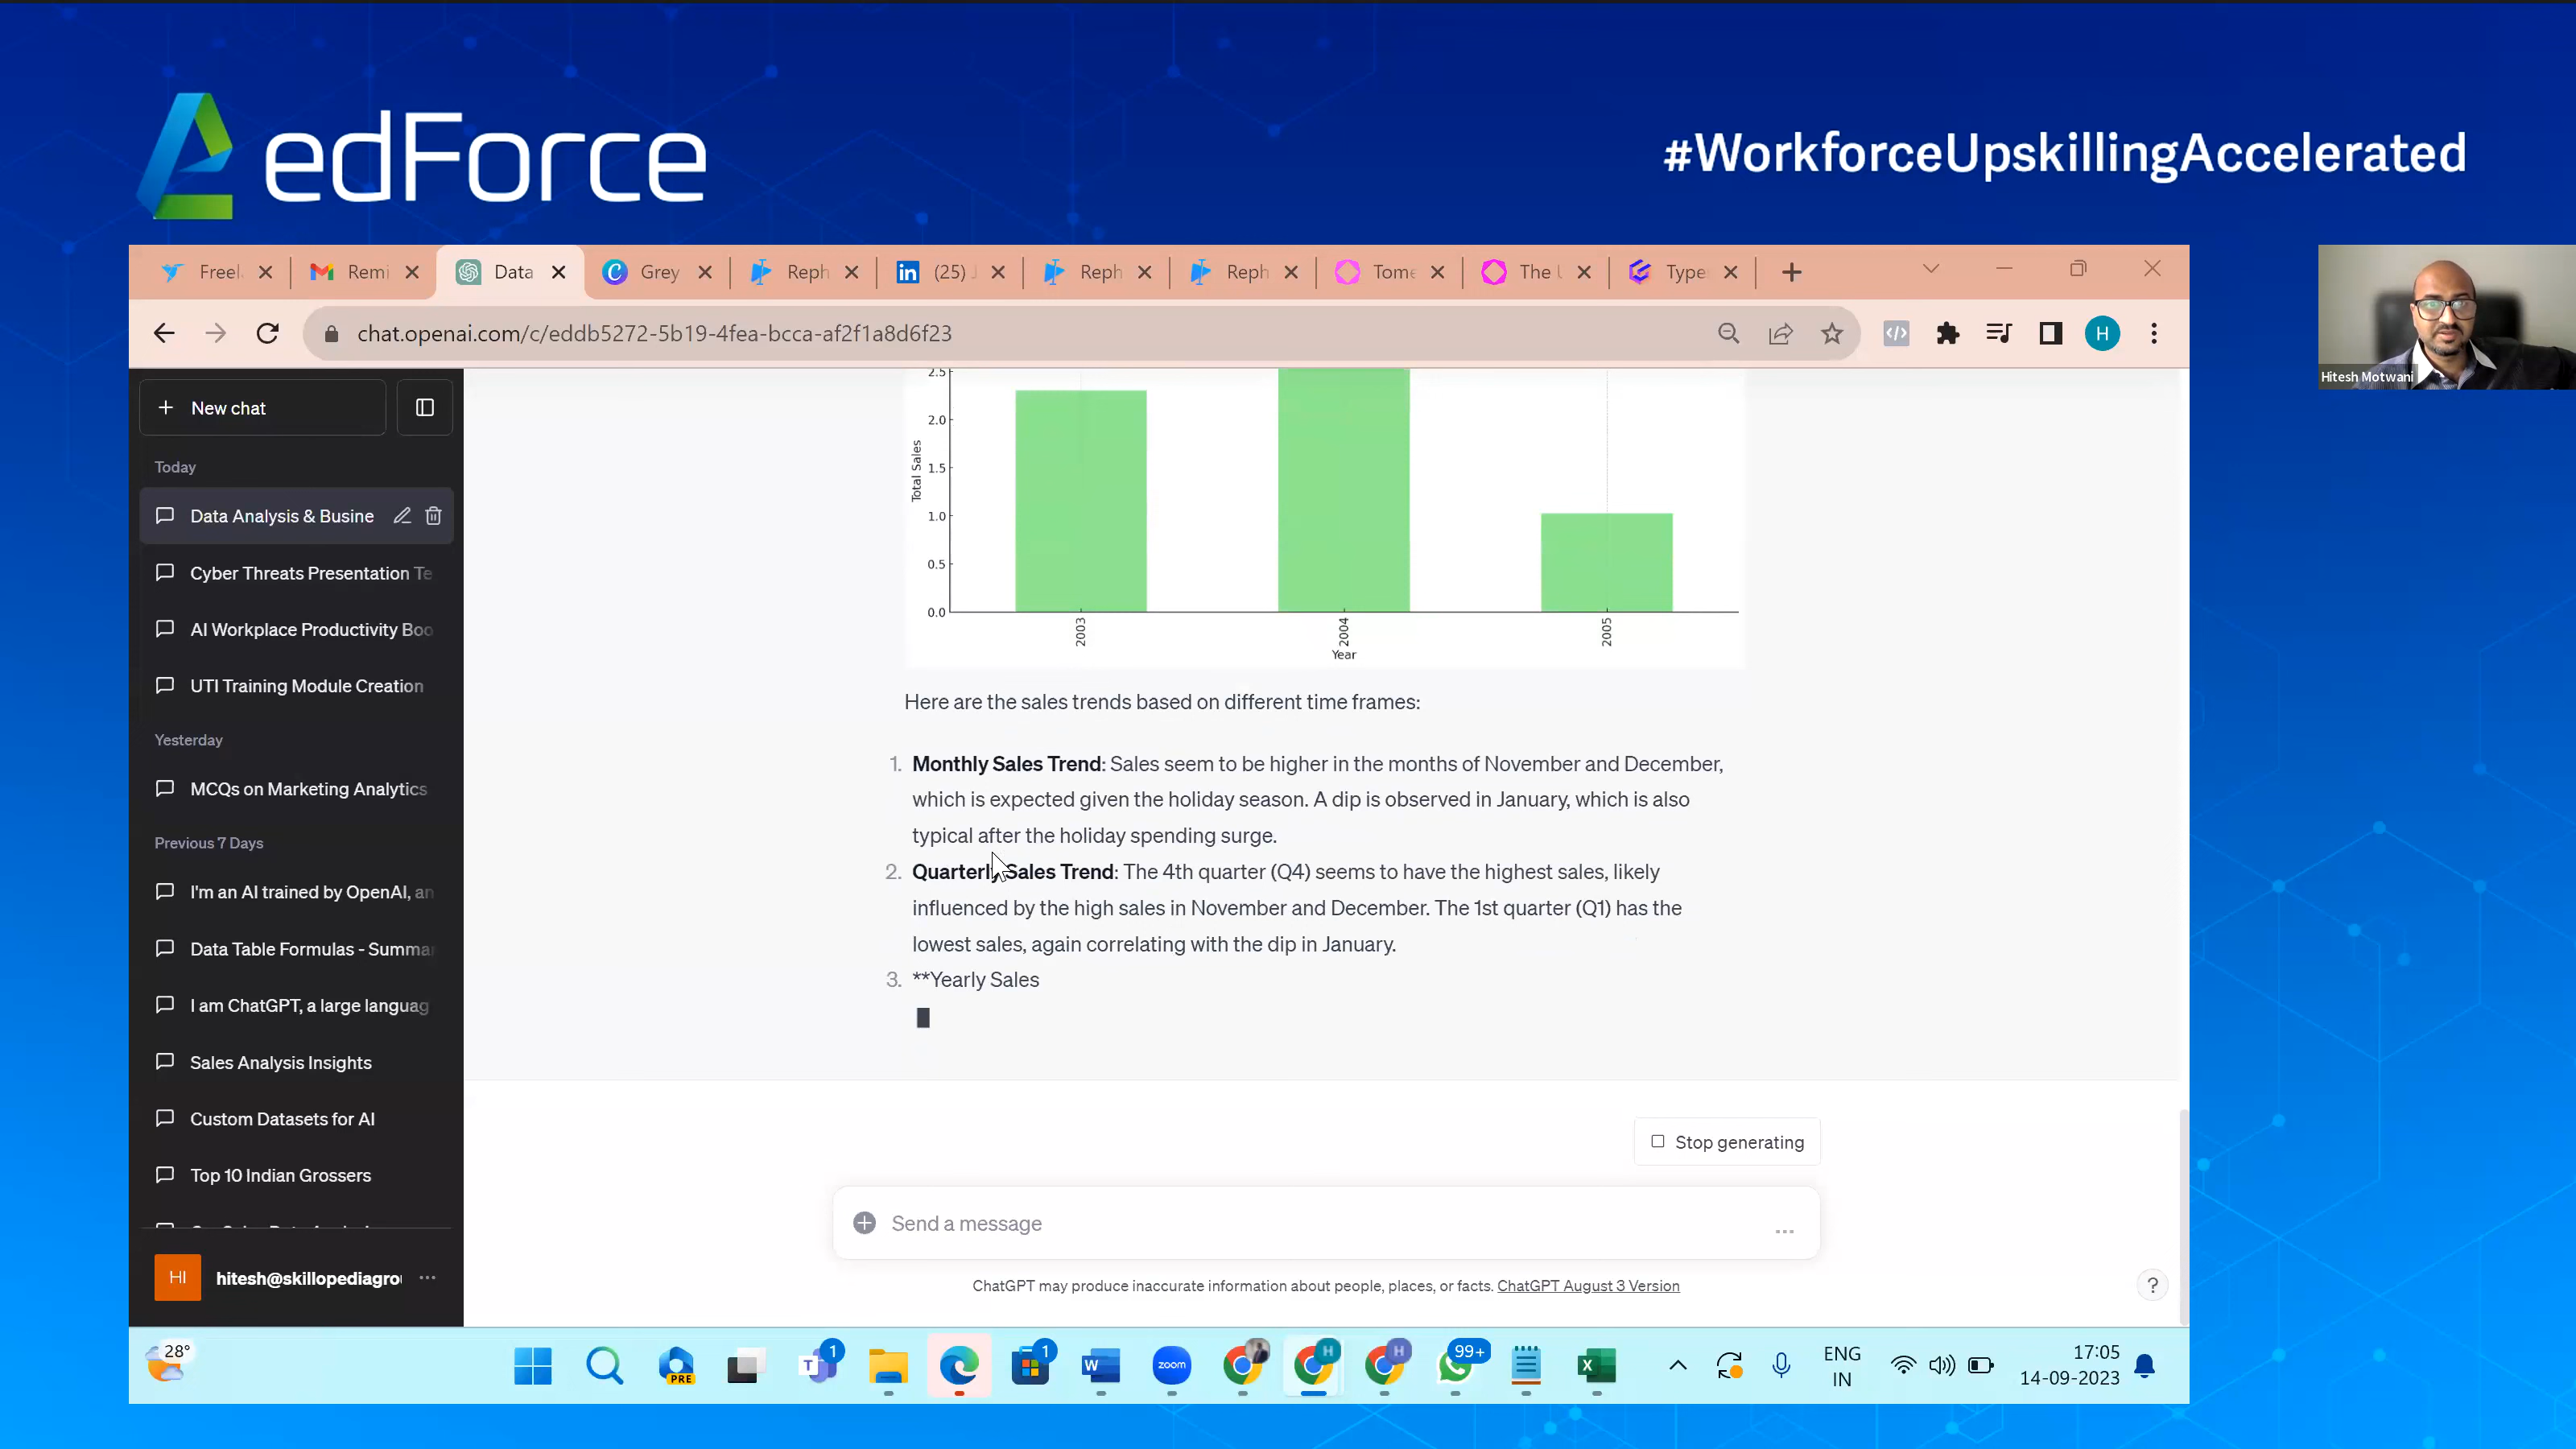 edForce
#WorkforceUpskillingAccelerated
Freel
Remi
Data
Grey
Reph
(25)
Reph
Reph
Tome
The
Type
chat.openai.com/c/eddb5272-5b19-4fea-bcca-af2f1a8d6f23
H
Hitesh Motwani
New chat
Today
Data Analysis & Busine
Cyber Threats Presentation Te
AI Workplace Productivity Boo
UTI Training Module Creation
Yesterday
MCQs on Marketing Analytics
Previous 7 Days
I'm an AI trained by OpenAI, an
Data Table Formulas - Summar
I am ChatGPT, a large languag
Sales Analysis Insights
Custom Datasets for AI
Top 10 Indian Grossers
HI
hitesh@skillopediagro
...
2.5
2.0
1.5
1.0
0.5
0.0
Total Sales
2003
2004
2005
Year
Here are the sales trends based on different time frames:
1. Monthly Sales Trend: Sales seem to be higher in the months of November and December,
which is expected given the holiday season. A dip is observed in January, which is also
typical after the holiday spending surge.
2. Quarterly Sales Trend: The 4th quarter (Q4) seems to have the highest sales, likely
influenced by the high sales in November and December. The 1st quarter (Q1) has the
lowest sales, again correlating with the dip in January.
3. **Yearly Sales
Stop generating
Send a message
...
ChatGPT may produce inaccurate information about people, places, or facts. ChatGPT August 3 Version
?
28°
PRE
T
1
1
W
zoom
H
H
99+
X
ENG
IN
17:05
14-09-2023